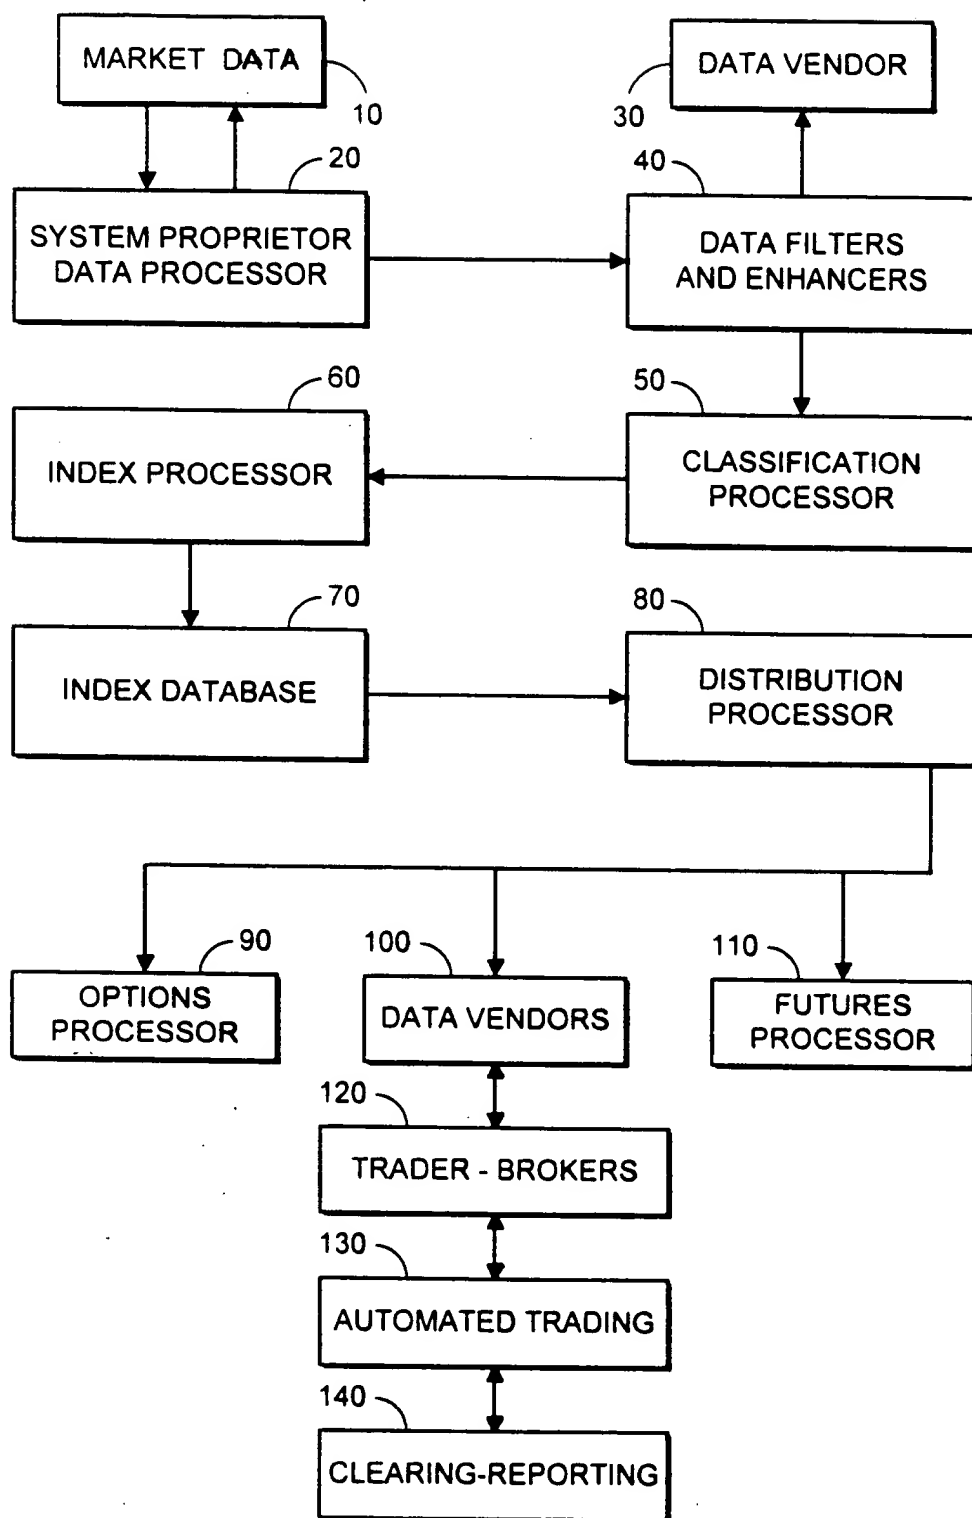 MARKET DATA
10
DATA VENDOR
30
20
SYSTEM PROPRIETOR
DATA PROCESSOR
40
DATA FILTERS
AND ENHANCERS
60
INDEX PROCESSOR
50
CLASSIFICATION
PROCESSOR
70
INDEX DATABASE
80
DISTRIBUTION
PROCESSOR
90
OPTIONS
PROCESSOR
100
DATA VENDORS
110
FUTURES
PROCESSOR
120
TRADER - BROKERS
130
AUTOMATED TRADING
140
CLEARING-REPORTING